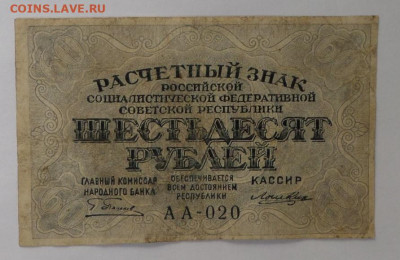 COINS.LAVE.RU
РАСЧЕТНЫЙ ЗНАК
РОССИЙСКОЙ
СОЦИАЛИСТИЧЕСКОЙ ФЕДЕРАТИВНОЙ
СОВЕТСКОЙ РЕСПУБЛИКИ
ШЕСТЬДЕСЯТ
РУБЛЕЙ
ГЛАВНЫЙ КОМИССАР
НАРОДНОГО БАНКА
ОБЕСПЕЧИВАЕТСЯ
ВСЕМ ДОСТОЯНИЕМ
РЕСПУБЛИКИ
КАССИР
АА-020